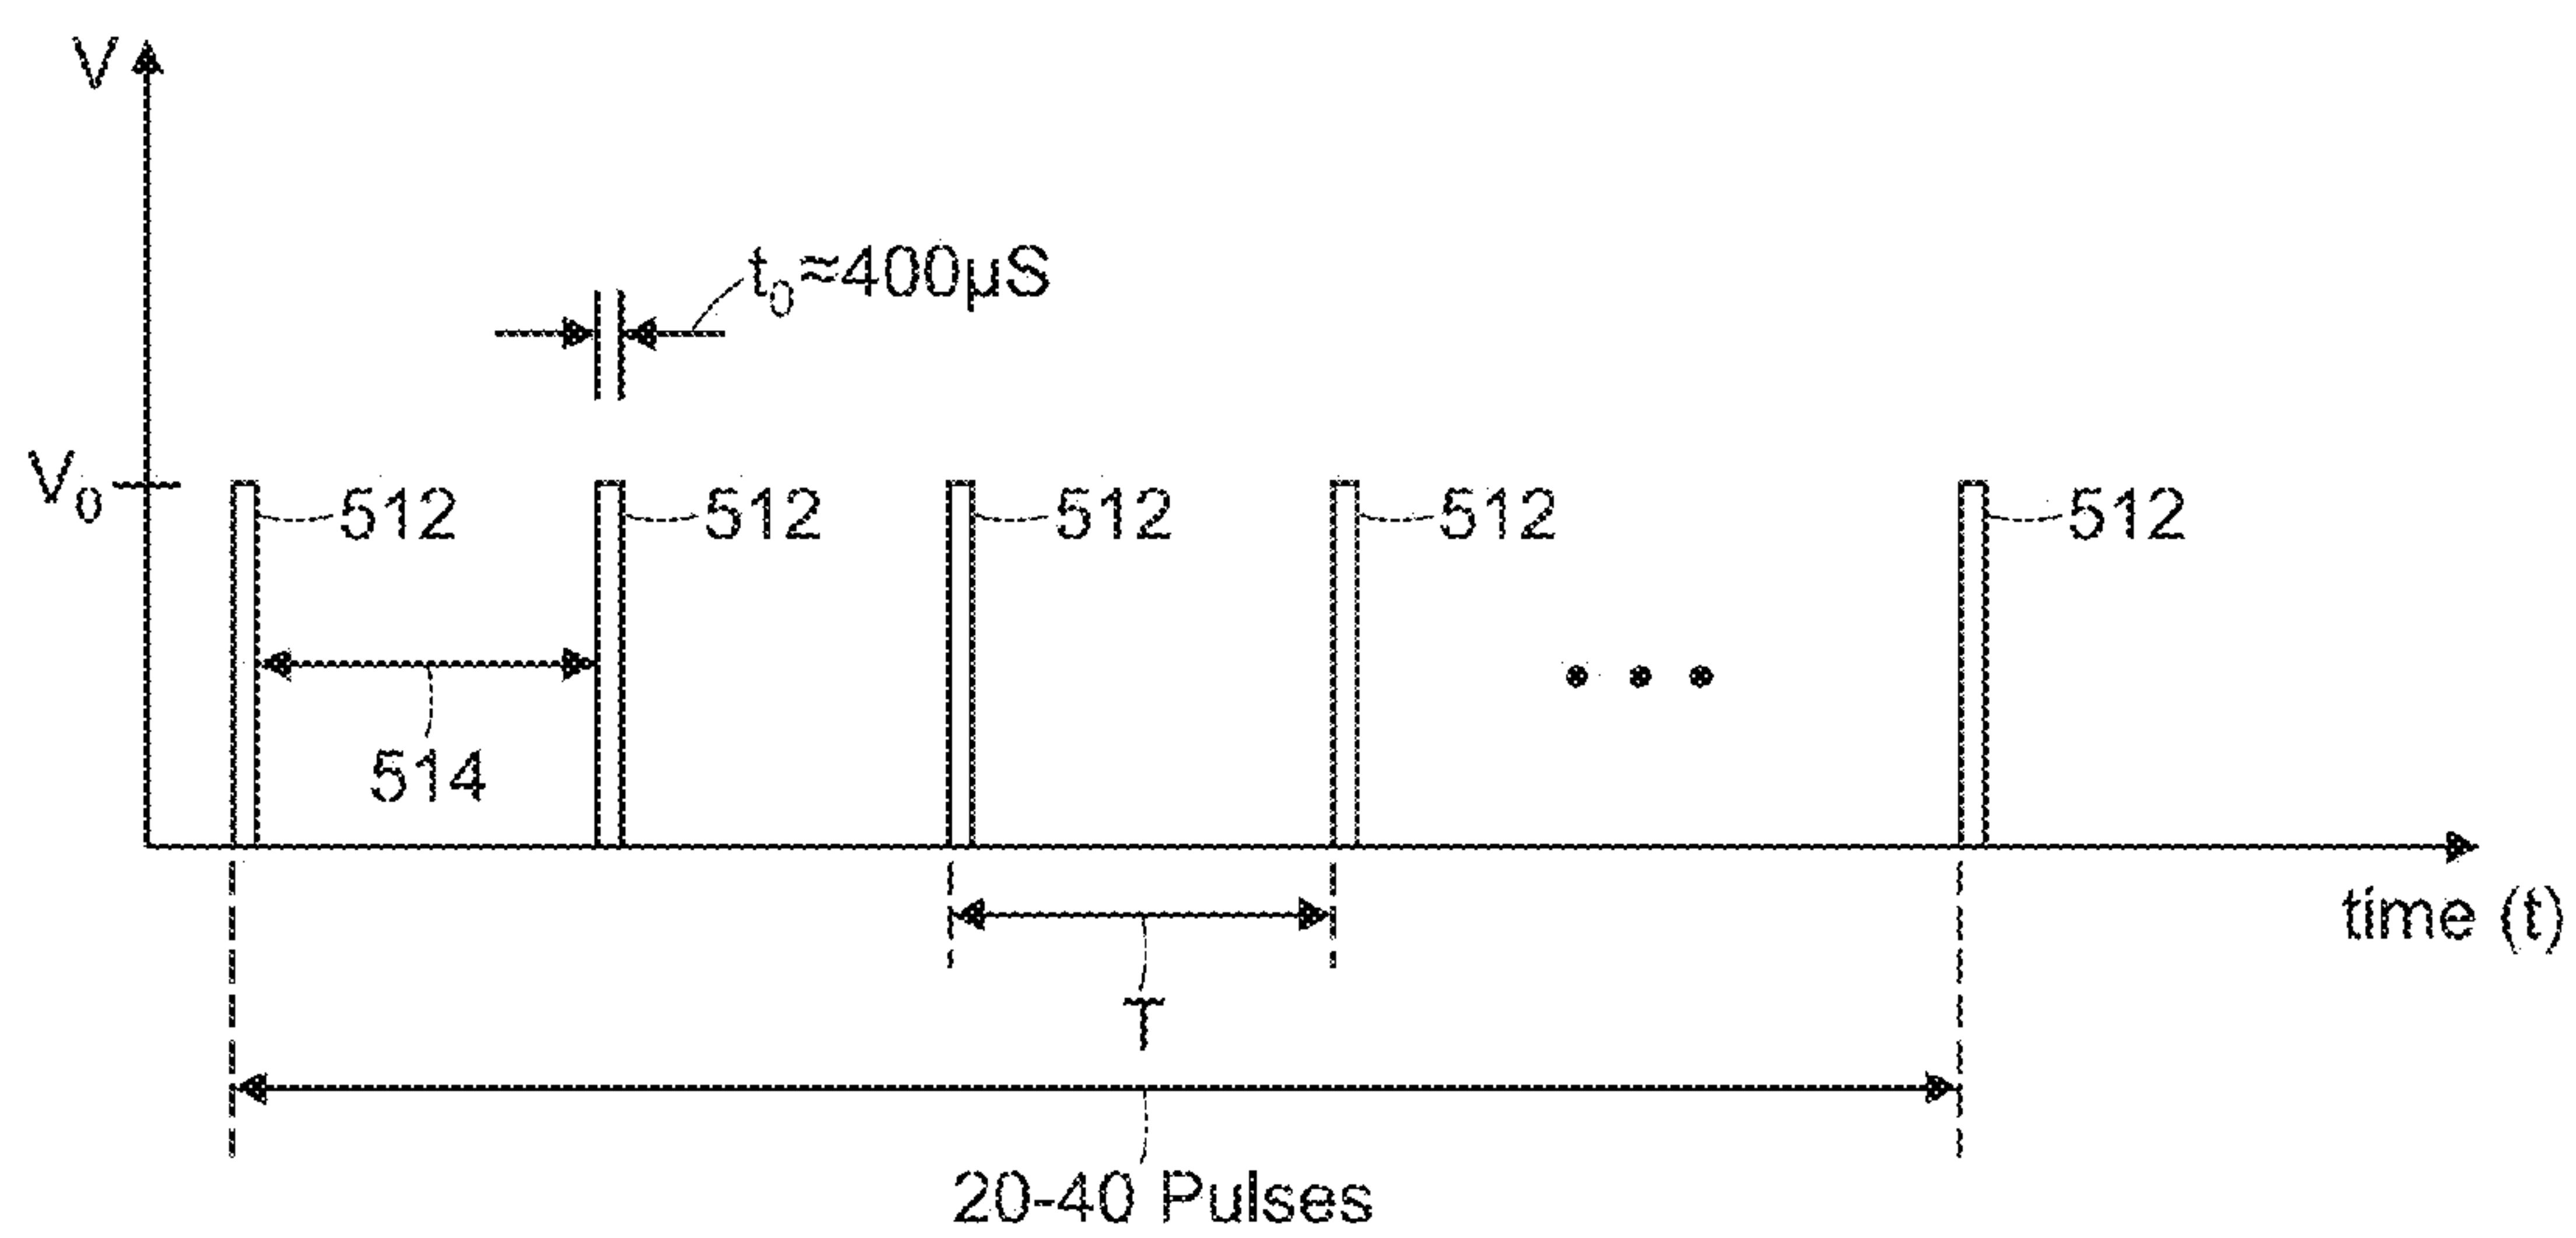 V
t₀≈400µS
V₀
512 512 512 512 512
514
time (t)
T
20-40 Pulses